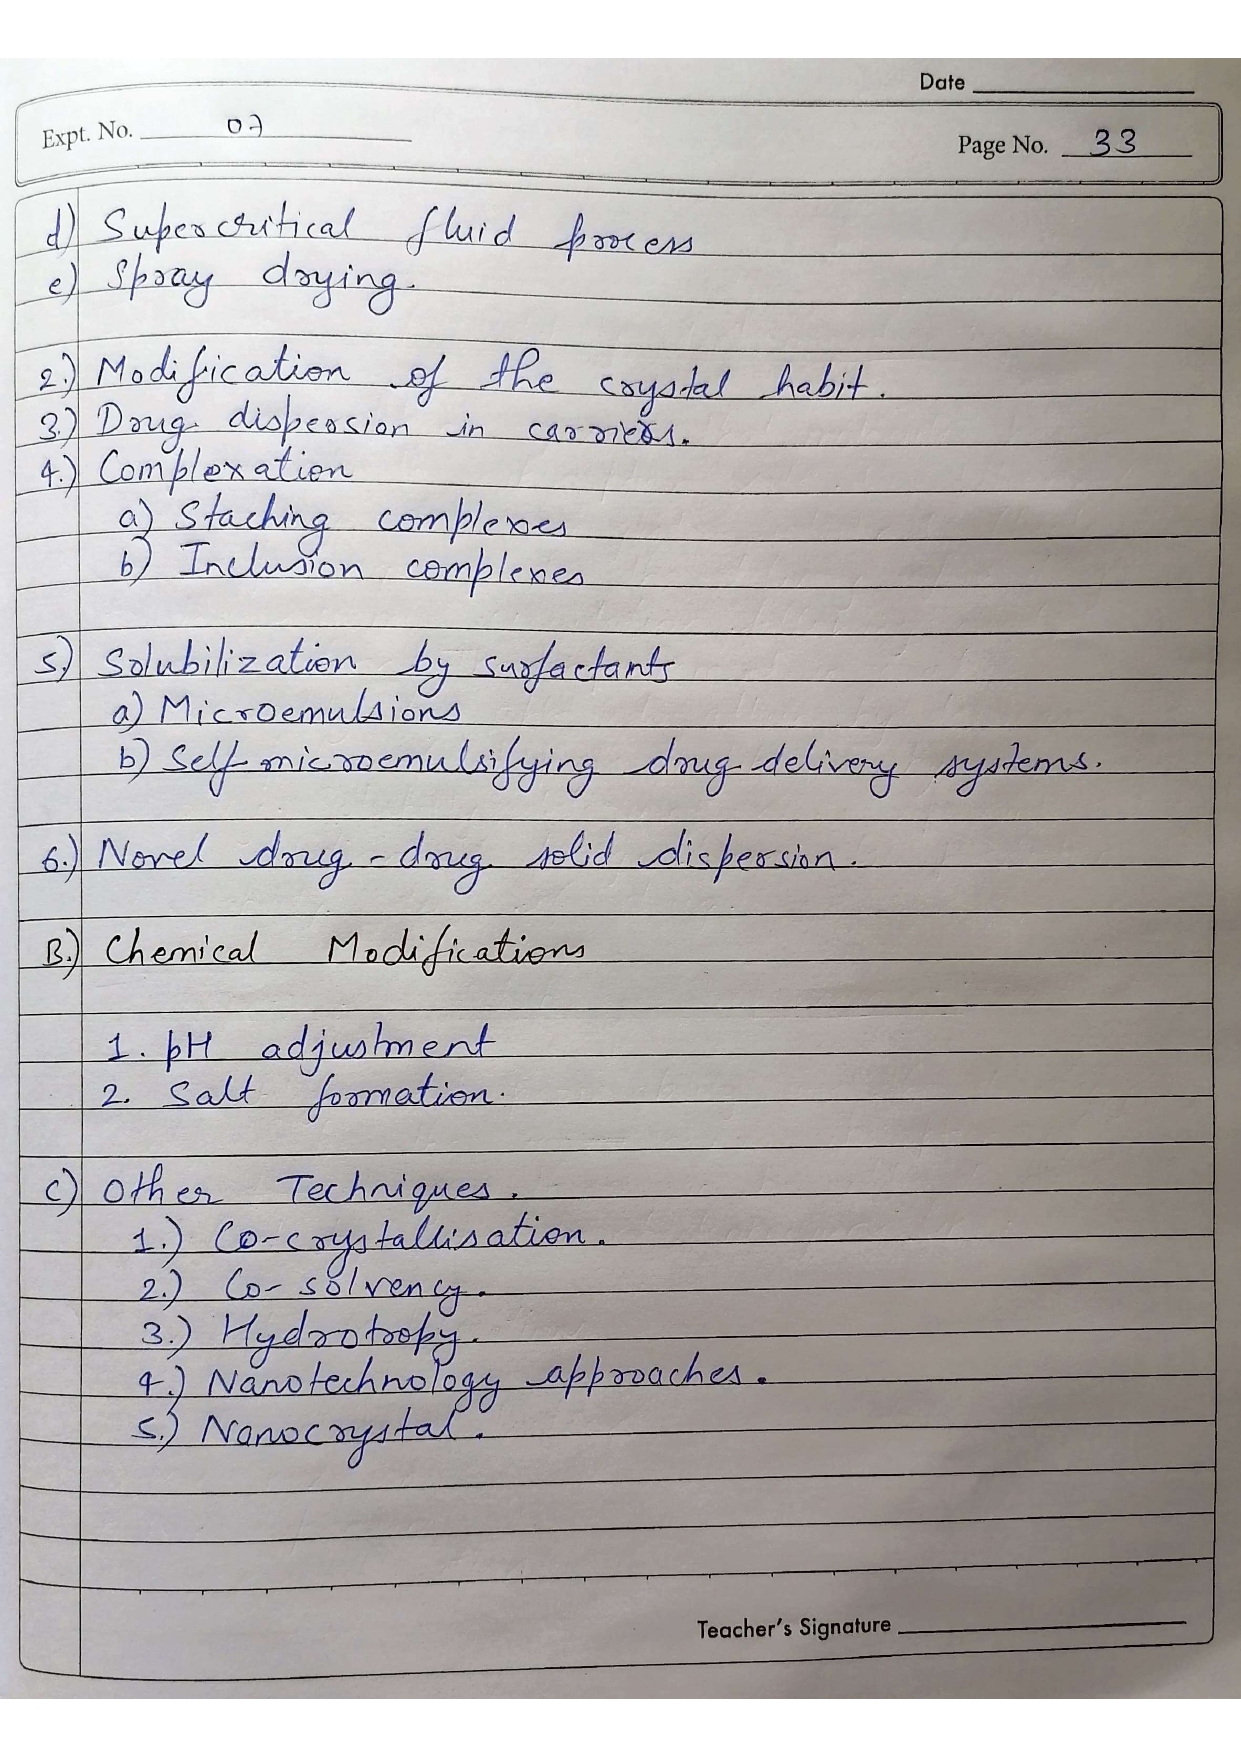 Date
Expt. No. 07
Page No. 33
d) Supercritical fluid process
e) Spray drying.
2.) Modification of the crystal habit.
3.) Drug dispersion in carriers.
4.) Complexation
a) Staching complexes
b) Inclusion complexes
5.) Solubilization by surfactants
a) Microemulsions
b) Self-microemulsifying drug delivery systems.
6.) Novel drug-drug solid dispersion.
B.) Chemical Modifications
1. pH adjustment
2. Salt formation.
C) Other Techniques.
1.) Co-crystallisation.
2.) Co-solvency.
3.) Hydrotropy.
4.) Nanotechnology approaches.
5.) Nanocrystal.
Teacher's Signature